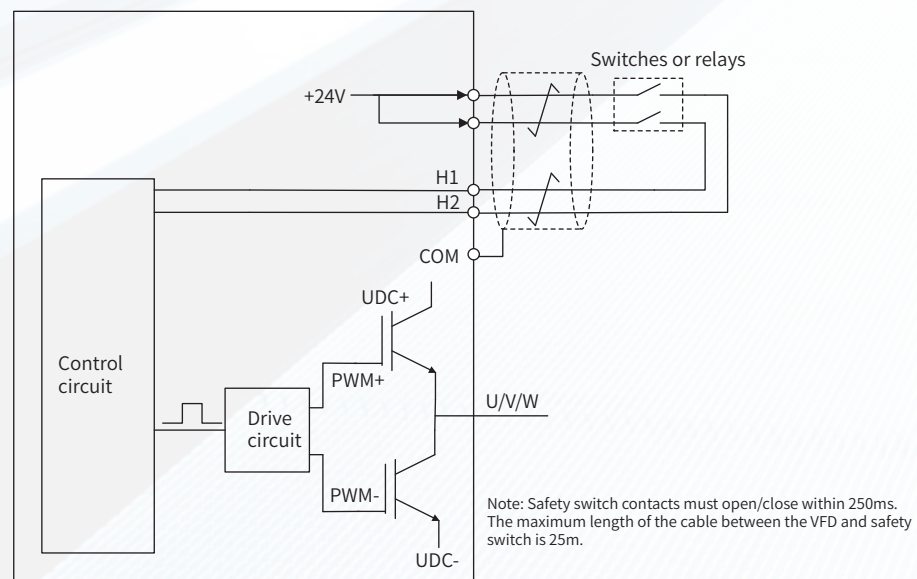 Switches or relays
+24V
H1
H2
COM
UDC+
Control
circuit
PWM+
U/V/W
Drive
circuit
PWM-
Note: Safety switch contacts must open/close within 250ms.
The maximum length of the cable between the VFD and safety
switch is 25m.
UDC-